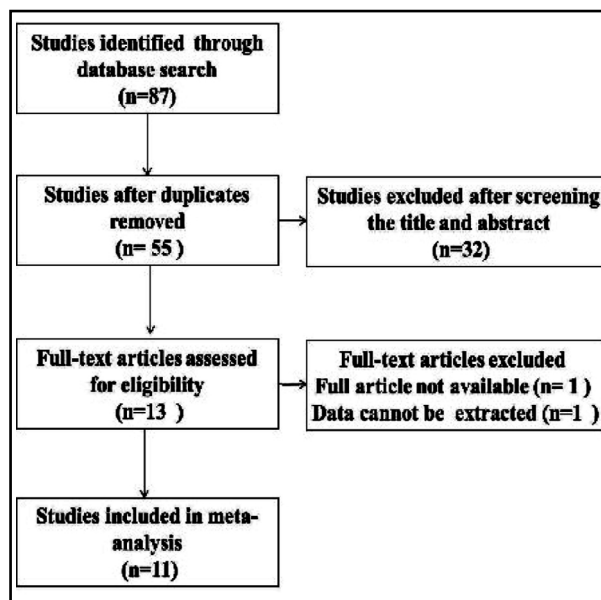 Studies identified through
database search
(n=87)
Studies after duplicates
removed
(n= 55 )
Studies excluded after screening
the title and abstract
(n=32)
Full-text articles assessed
for eligibility
(n=13 )
Full-text articles excluded
Full article not available (n= 1 )
Data cannot be extracted (n=1 )
Studies included in meta-
analysis
(n=11)